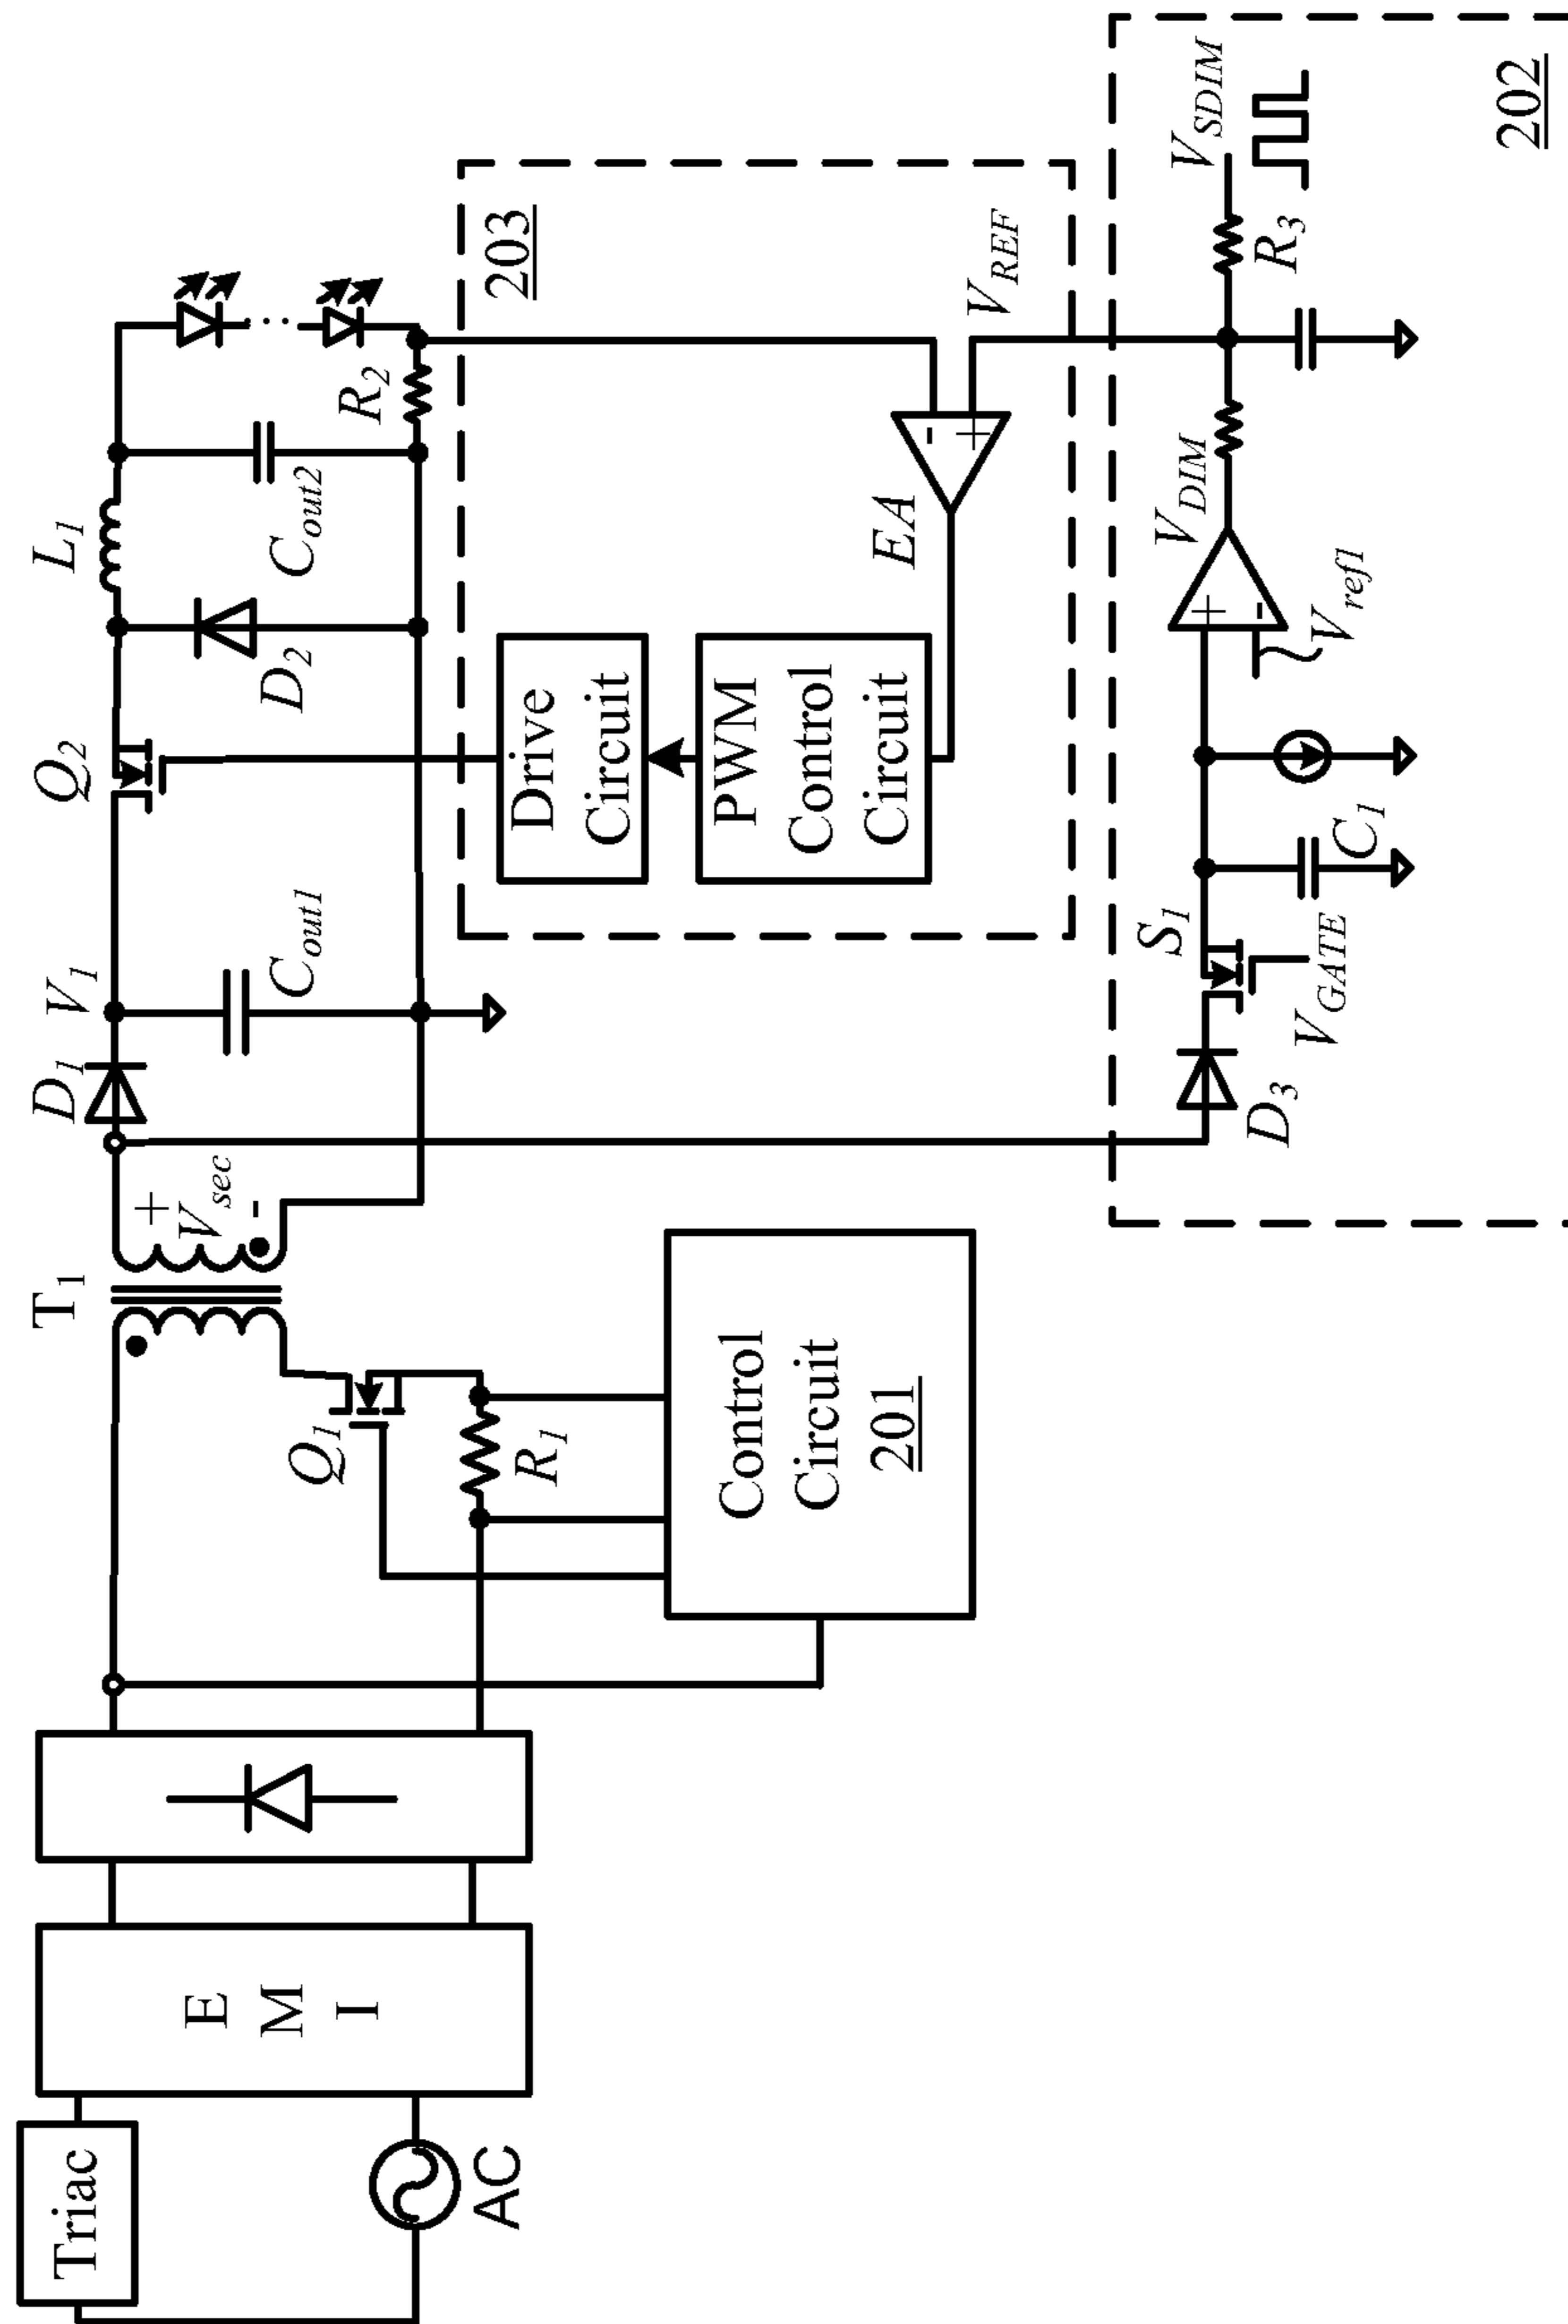 Triac
AC
E
M
I
T1
+
Vsec
-
Q1
R1
Control
Circuit
201
D1
V1
Cout1
Q2
D2
L1
Cout2
R2
203
Drive
Circuit
PWM
Control
Circuit
EA
-
+
VREF
D3
S1
VGATE
C1
+
-
Vref1
VDIM
R3
VSDIM
202